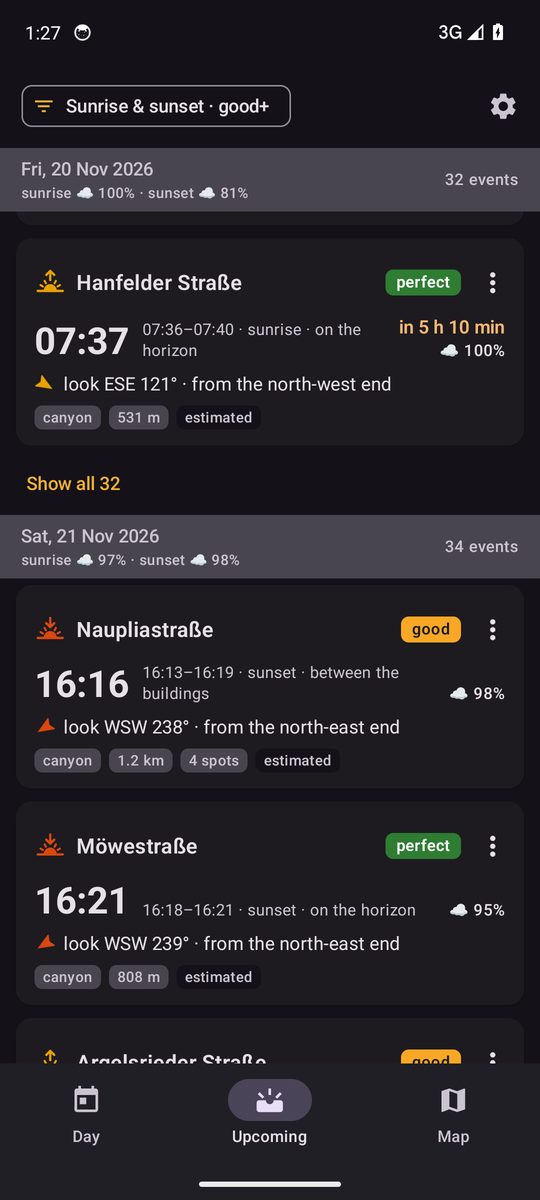 1:27
3G
Sunrise & sunset · good+
Fri, 20 Nov 2026
sunrise ☁️ 100% · sunset ☁️ 81%
32 events
Hanfelder Straße
perfect
07:37
07:36–07:40 · sunrise · on the
horizon
in 5 h 10 min
☁️ 100%
look ESE 121° · from the north-west end
canyon
531 m
estimated
Show all 32
Sat, 21 Nov 2026
sunrise ☁️ 97% · sunset ☁️ 98%
34 events
Naupliastraße
good
16:16
16:13–16:19 · sunset · between the
buildings
☁️ 98%
look WSW 238° · from the north-east end
canyon
1.2 km
4 spots
estimated
Möwestraße
perfect
16:21
16:18–16:21 · sunset · on the horizon
☁️ 95%
look WSW 239° · from the north-east end
canyon
808 m
estimated
Argelsrieder Straße
good
Day
Upcoming
Map